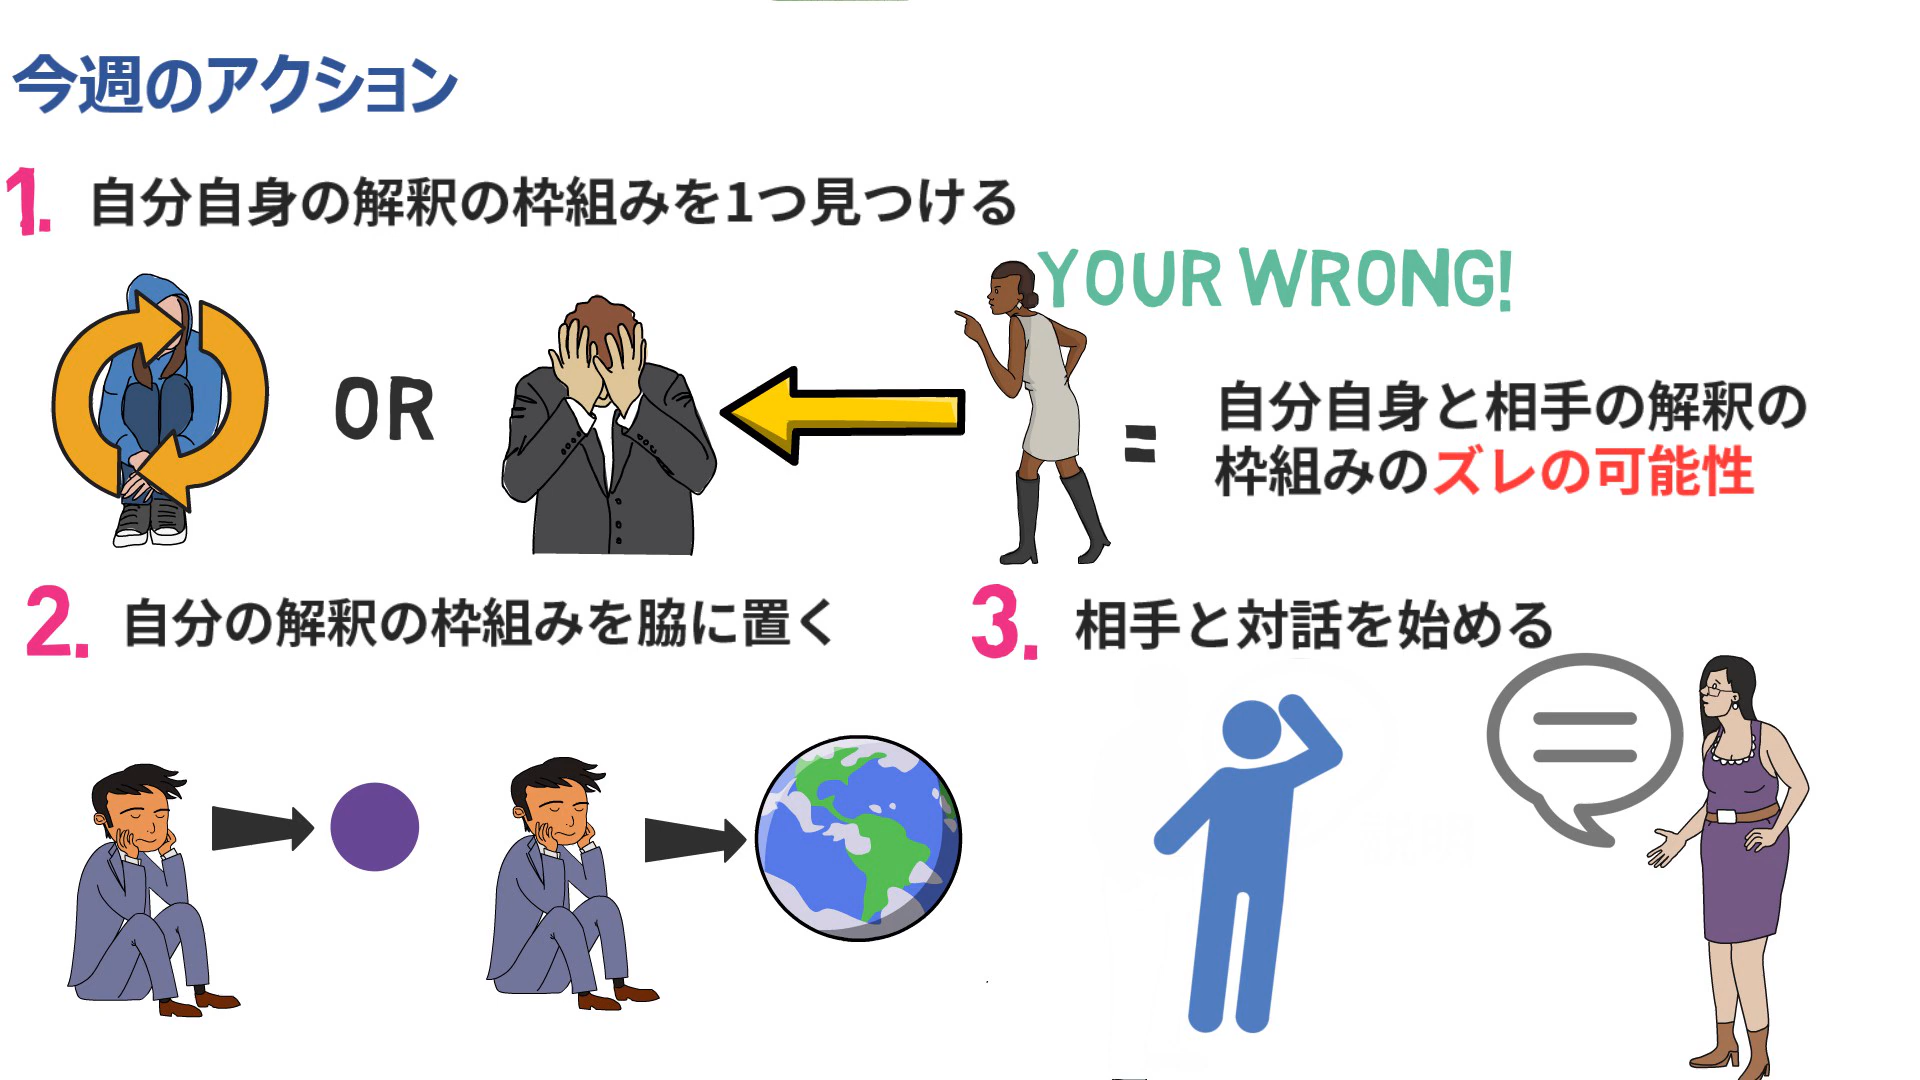 今週のアクション
1. 自分自身の解釈の枠組みを1つ見つける
YOUR WRONG!
OR
=
自分自身と相手の解釈の
枠組みのズレの可能性
2. 自分の解釈の枠組みを脇に置く
3. 相手と対話を始める